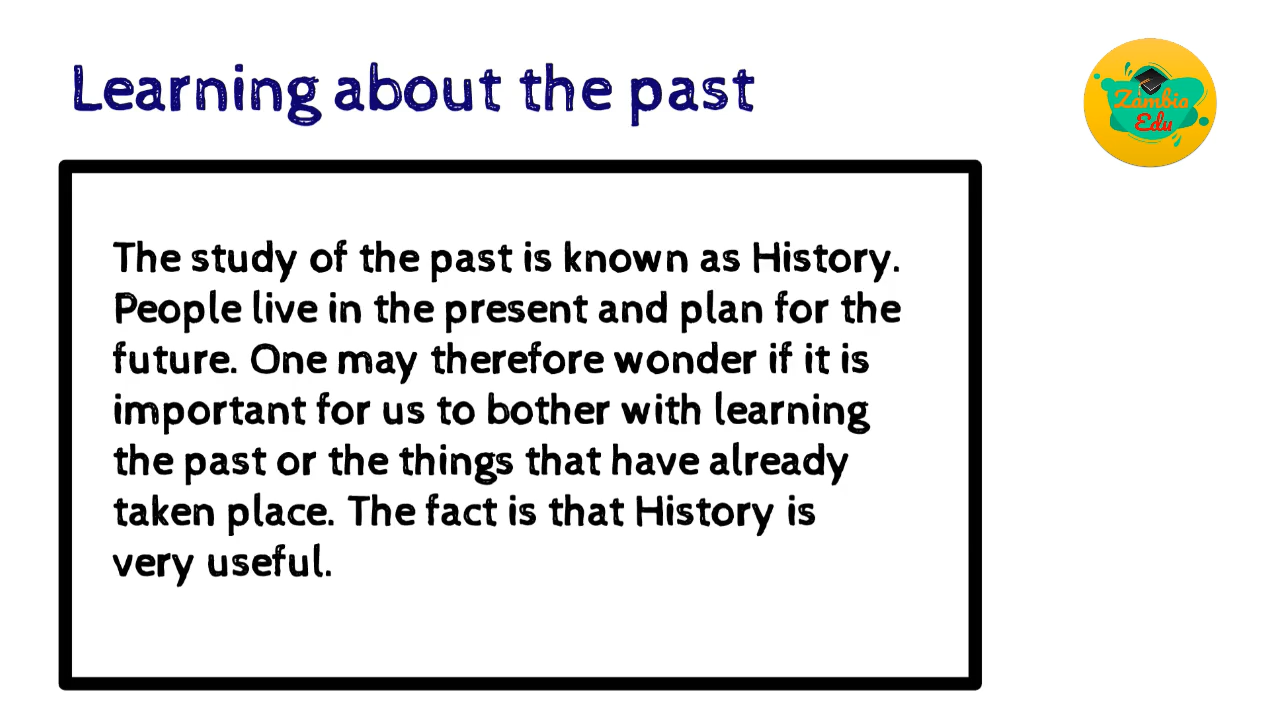 Learning about the past
Zambia
Edu
The study of the past is known as History.
People live in the present and plan for the
future. One may therefore wonder if it is
important for us to bother with learning
the past or the things that have already
taken place. The fact is that History is
very useful.